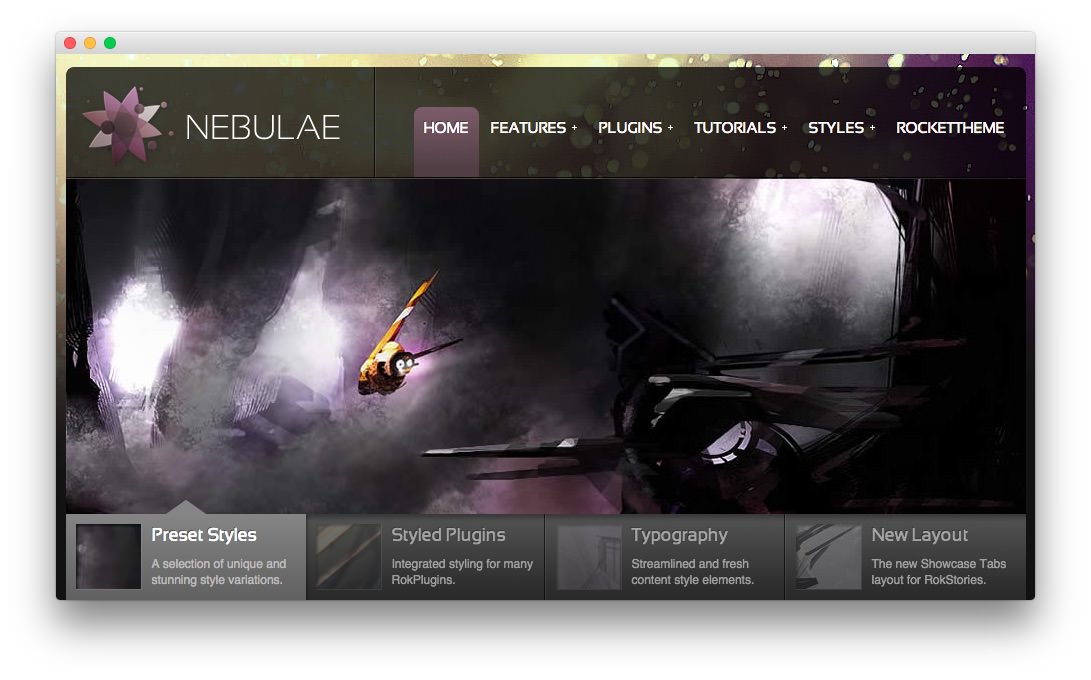 NEBULAE
HOME FEATURES + PLUGINS + TUTORIALS + STYLES + ROCKETTHEME
Preset Styles
A selection of unique and
stunning style variations.
Styled Plugins
Integrated styling for many
RokPlugins.
Typography
Streamlined and fresh
content style elements.
New Layout
The new Showcase Tabs
layout for RokStories.